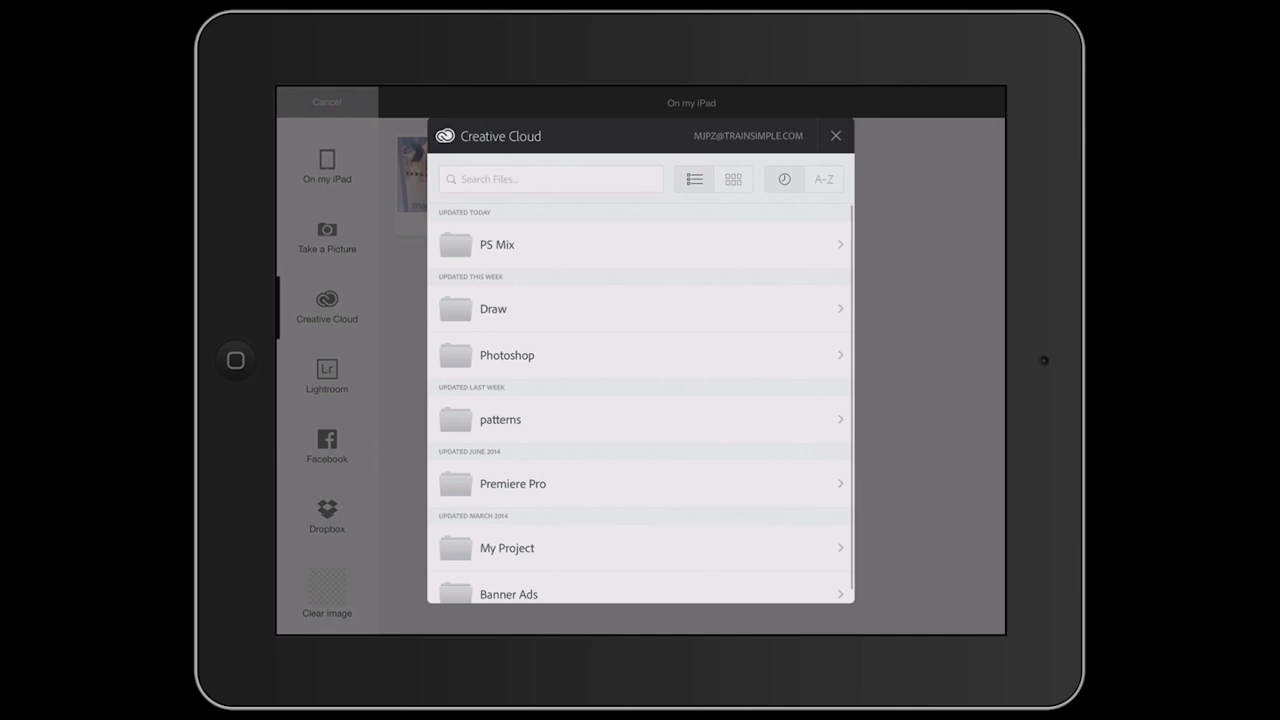 Cancel
On my iPad
On my iPad
Take a Picture
Creative Cloud
Lr
Lightroom
Facebook
Dropbox
Clear image
Creative Cloud
MJPZ@TRAINSIMPLE.COM
Search Files...
A-Z
UPDATED TODAY
PS Mix
UPDATED THIS WEEK
Draw
Photoshop
UPDATED LAST WEEK
patterns
UPDATED JUNE 2014
Premiere Pro
UPDATED MARCH 2014
My Project
Banner Ads